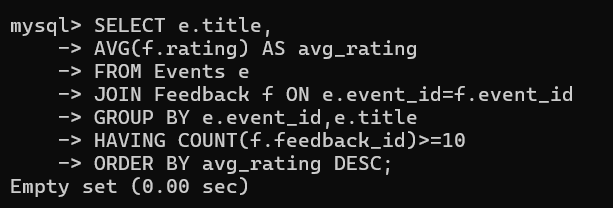 mysql> SELECT e.title,
    -> AVG(f.rating) AS avg_rating
    -> FROM Events e
    -> JOIN Feedback f ON e.event_id=f.event_id
    -> GROUP BY e.event_id,e.title
    -> HAVING COUNT(f.feedback_id)>=10
    -> ORDER BY avg_rating DESC;
Empty set (0.00 sec)